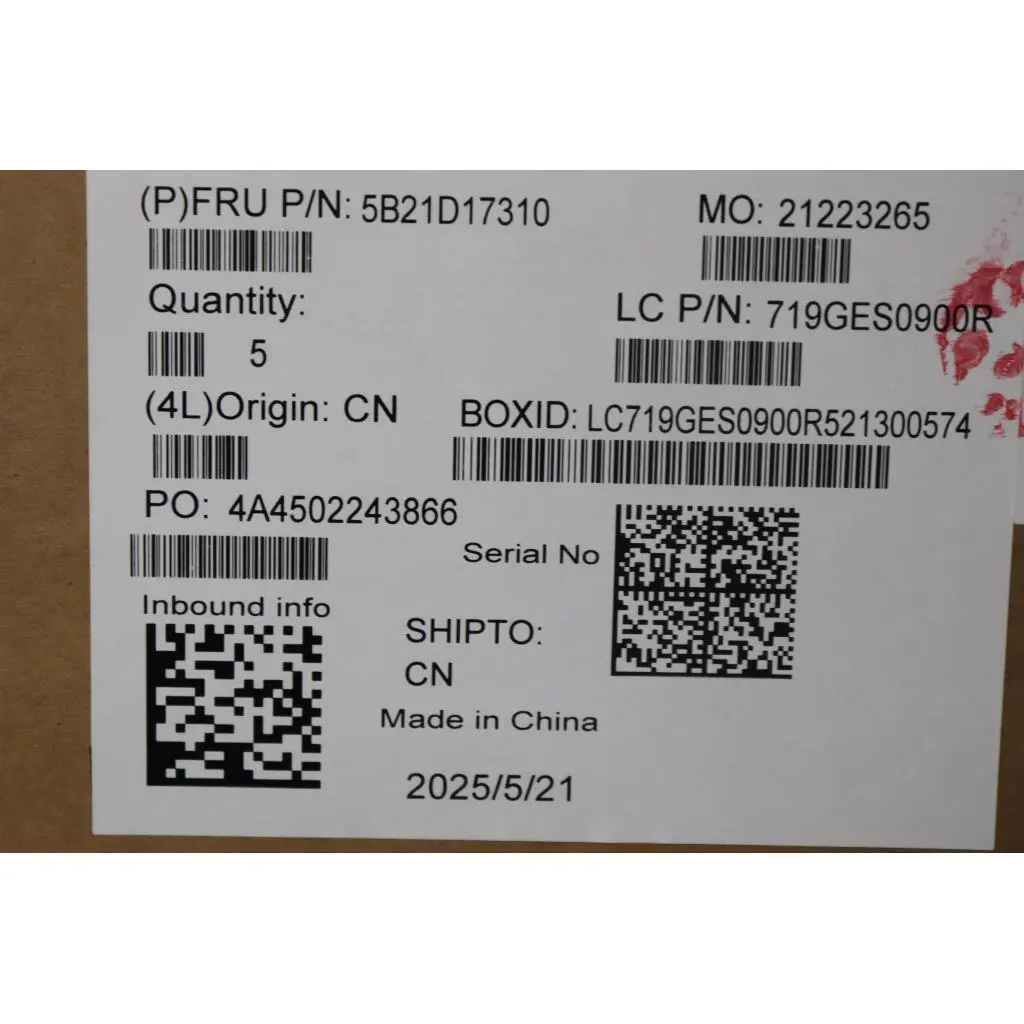 (P)FRU P/N: 5B21D17310
MO: 21223265
Quantity:
5
LC P/N: 719GES0900R
(4L)Origin: CN
BOXID: LC719GES0900R521300574
PO: 4A4502243866
Serial No
Inbound info
SHIPTO:
CN
Made in China
2025/5/21